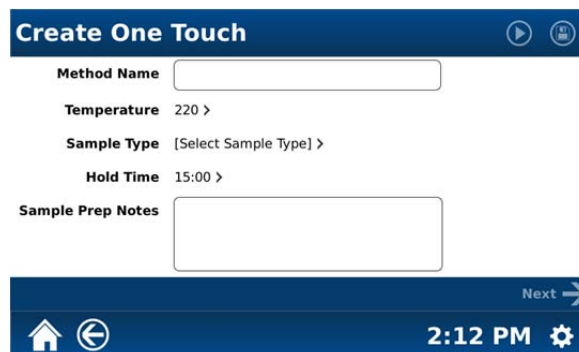 Create One Touch
Method Name
Temperature 220 >
Sample Type [Select Sample Type] >
Hold Time 15:00 >
Sample Prep Notes
Next
2:12 PM